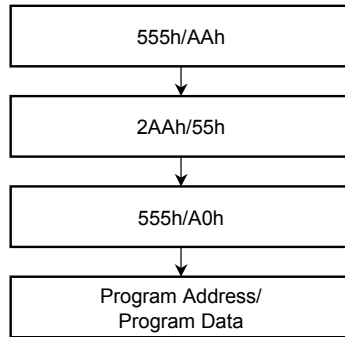 555h/AAh
2AAh/55h
555h/A0h
Program Address/
Program Data